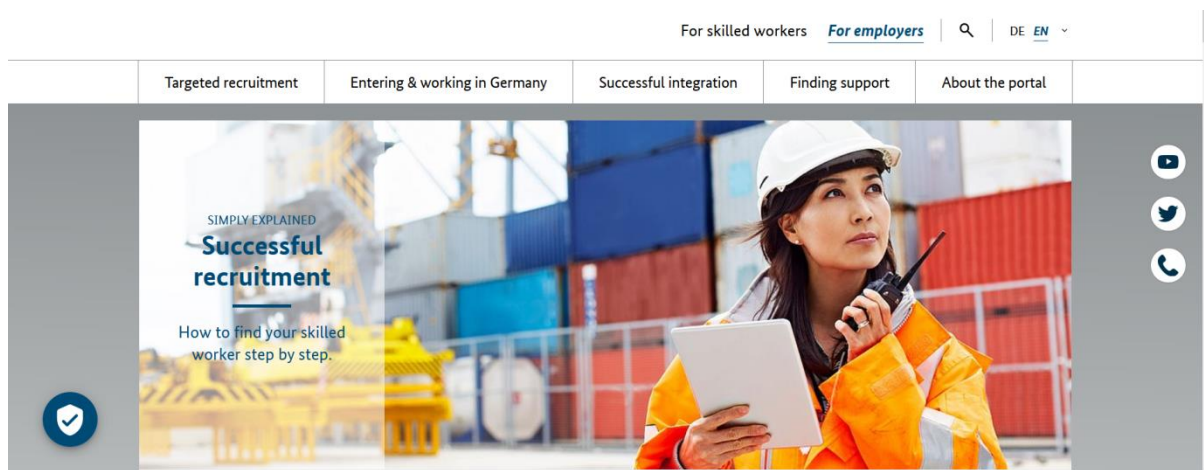 For skilled workers For employers DE EN
Targeted recruitment Entering & working in Germany Successful integration Finding support About the portal
SIMPLY EXPLAINED
Successful
recruitment
How to find your skilled
worker step by step.